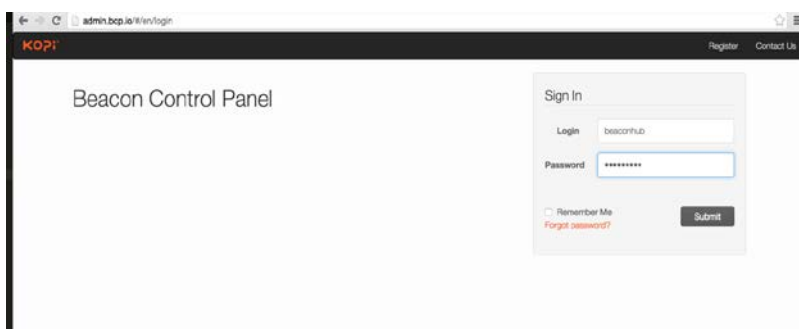 admin.bcp.io/#/en/login
KOPi
Register Contact Us
Beacon Control Panel
Sign In
Login beaconhub
Password •••••••••
Remember Me
Forgot password?
Submit